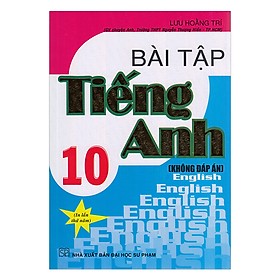 LƯU HOẰNG TRÍ
BÀI TẬP
Tiếng
Anh
10
(KHÔNG ĐÁP ÁN)
English
English
English
English
English
English
(In lần
thứ năm)
NHÀ XUẤT BẢN ĐẠI HỌC SƯ PHẠM